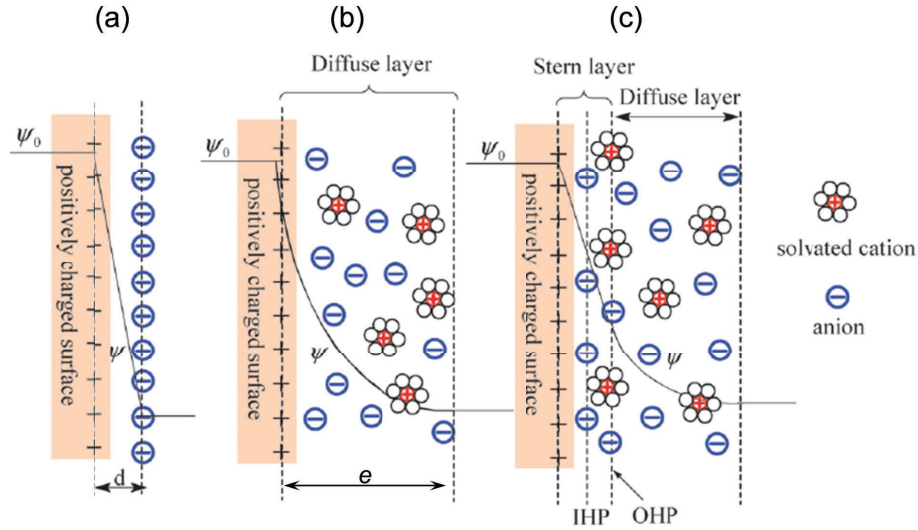 (a)
(b)
(c)
Diffuse layer
Stern layer
Diffuse layer
ψ0
ψ0
ψ0
positively charged surface
positively charged surface
positively charged surface
ψ
ψ
ψ
solvated cation
anion
d
e
IHP
OHP